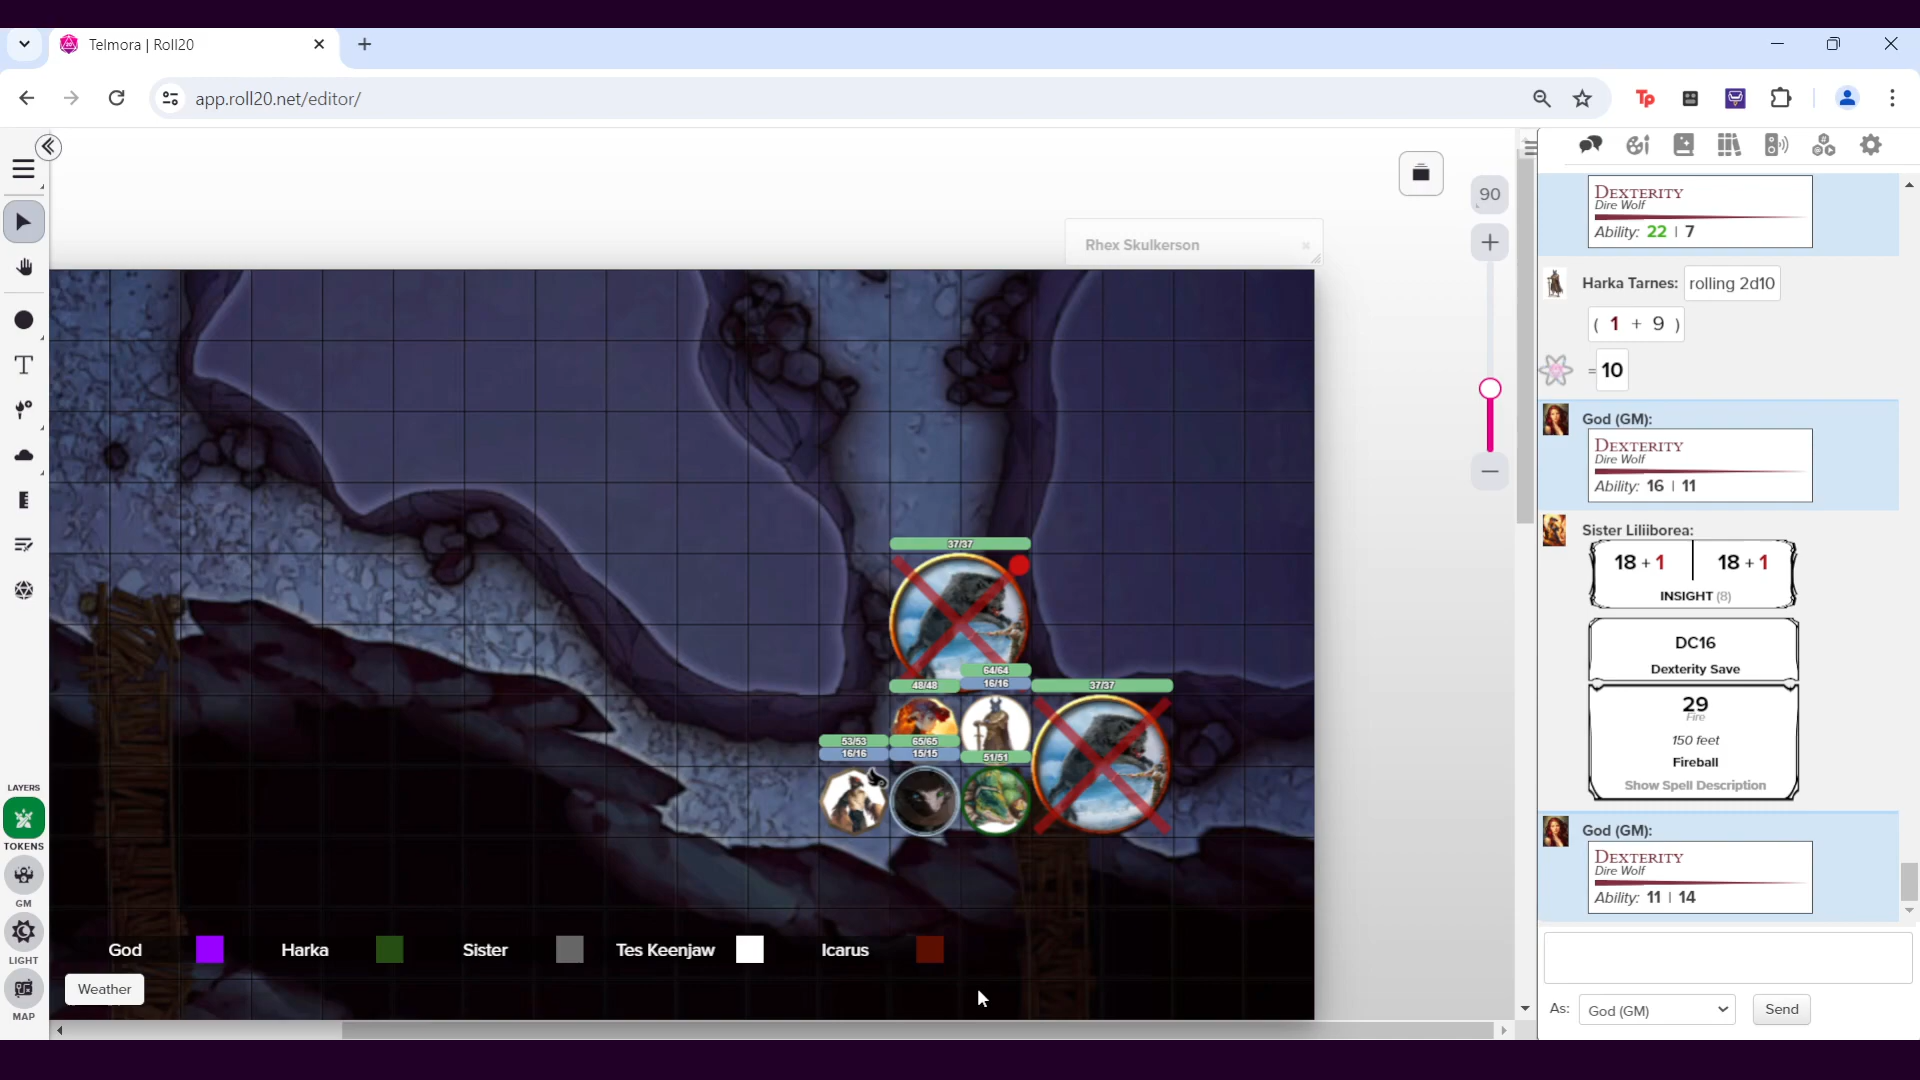 Telmora | Roll20
app.roll20.net/editor/
Tp
90
Rhex Skulkerson
37/37
64/64
16/16
48/48
37/37
53/53
16/16
65/65
15/15
51/51
LAYERS
TOKENS
GM
LIGHT
MAP
God
Harka
Sister
Tes Keenjaw
Icarus
Weather
DEXTERITY
Dire Wolf
Ability: 22 | 7
Harka Tarnes: rolling 2d10
( 1 + 9 )
= 10
God (GM):
DEXTERITY
Dire Wolf
Ability: 16 | 11
Sister Liliiborea:
18 + 1 | 18 + 1
INSIGHT (8)
DC16
Dexterity Save
29
Fire
150 feet
Fireball
Show Spell Description
God (GM):
DEXTERITY
Dire Wolf
Ability: 11 | 14
As: God (GM) Send